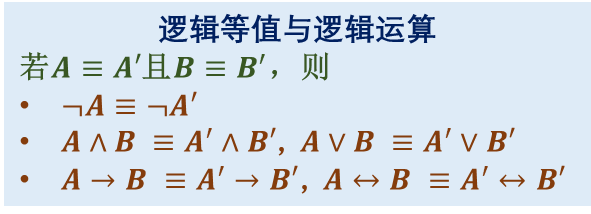 逻辑等值与逻辑运算
若A ≡ A′且B ≡ B′，则
• ¬A ≡ ¬A′
• A ∧ B ≡ A′ ∧ B′, A ∨ B ≡ A′ ∨ B′
• A → B ≡ A′ → B′, A ↔ B ≡ A′ ↔ B′